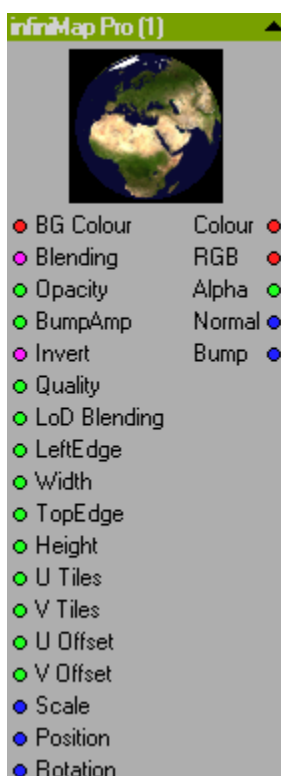 infiniMap Pro (1)
BG Colour Colour
Blending RGB
Opacity Alpha
BumpAmp Normal
Invert Bump
Quality
LoD Blending
LeftEdge
Width
TopEdge
Height
U Tiles
V Tiles
U Offset
V Offset
Scale
Position
Rotation